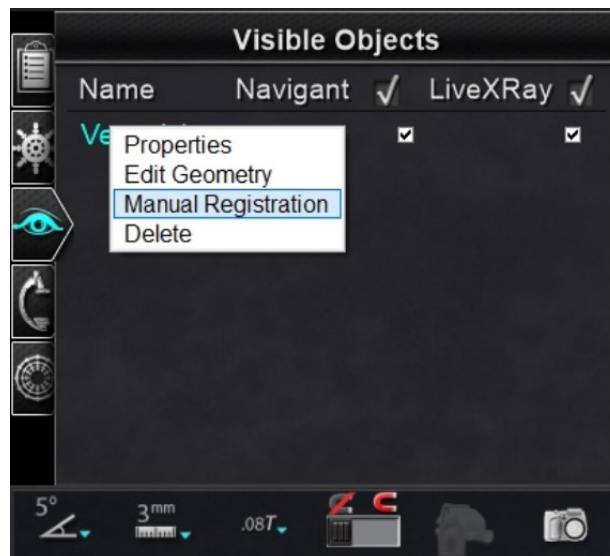 Visible Objects
Name Navigant LiveXRay
Properties
Edit Geometry
Manual Registration
Delete
5°
3mm
.08T